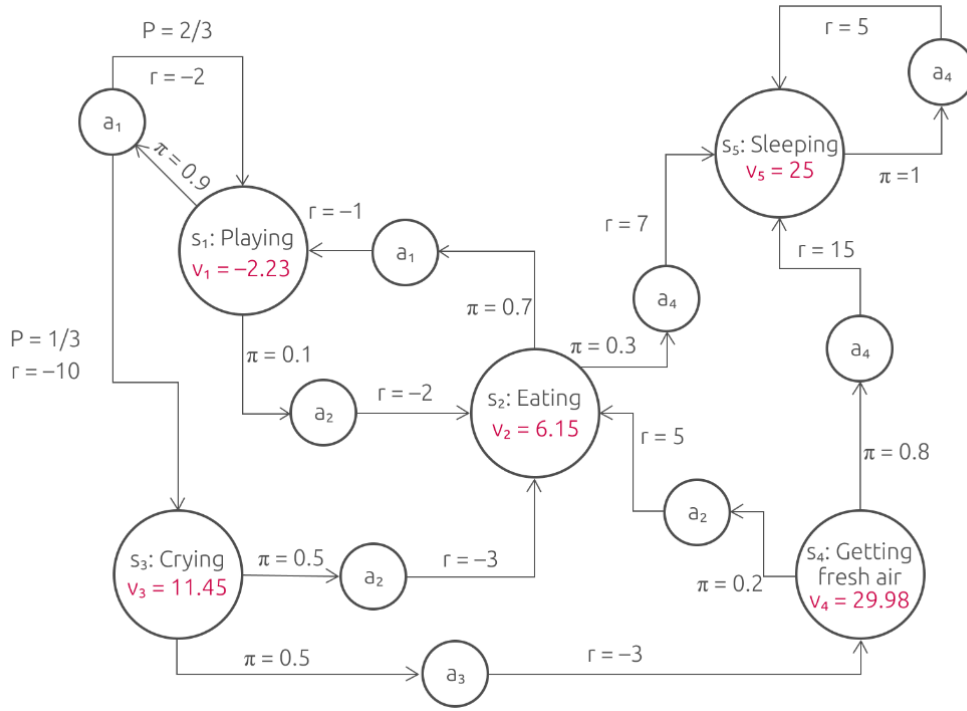 P = 2/3
r = –2
a₁
π = 0.9
s₁: Playing
v₁ = –2.23
r = –1
a₁
r = 5
a₄
s₅: Sleeping
v₅ = 25
π =1
r = 7
a₄
r = 15
a₄
P = 1/3
r = –10
π = 0.1
a₂
r = –2
π = 0.7
π = 0.3
s₂: Eating
v₂ = 6.15
r = 5
a₂
π = 0.8
π = 0.2
s₃: Crying
v₃ = 11.45
π = 0.5
a₂
r = –3
s₄: Getting
fresh air
v₄ = 29.98
π = 0.5
a₃
r = –3